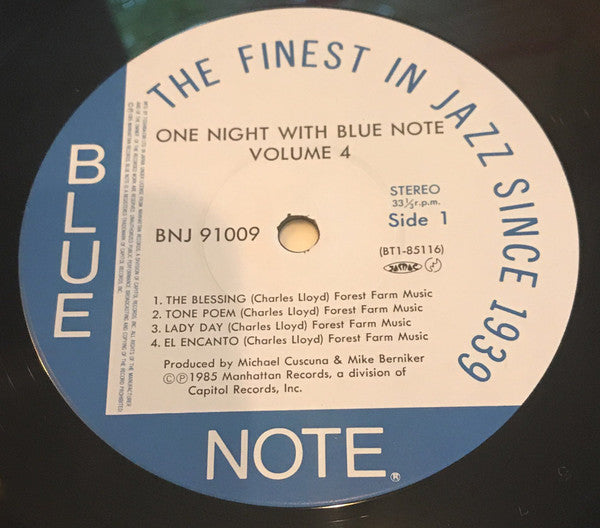 THE FINEST IN JAZZ SINCE 1939
ONE NIGHT WITH BLUE NOTE
VOLUME 4
STEREO
33⅓r.p.m.
Side 1
BNJ 91009
(BT1-85116)
JASRAC
1. THE BLESSING (Charles Lloyd) Forest Farm Music
2. TONE POEM (Charles Lloyd) Forest Farm Music
3. LADY DAY (Charles Lloyd) Forest Farm Music
4. EL ENCANTO (Charles Lloyd) Forest Farm Music
Produced by Michael Cuscuna & Mike Berniker
©℗1985 Manhattan Records, a division of
Capitol Records, Inc.
BLUE
NOTE®